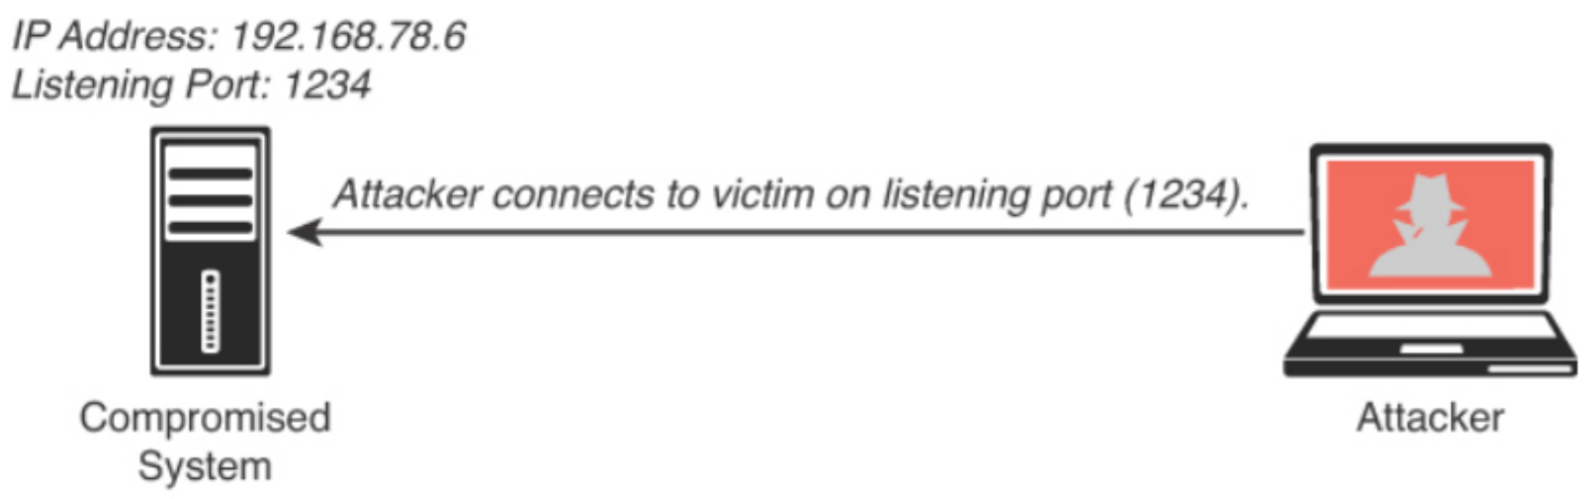 IP Address: 192.168.78.6
Listening Port: 1234
Attacker connects to victim on listening port (1234).
Compromised
System
Attacker